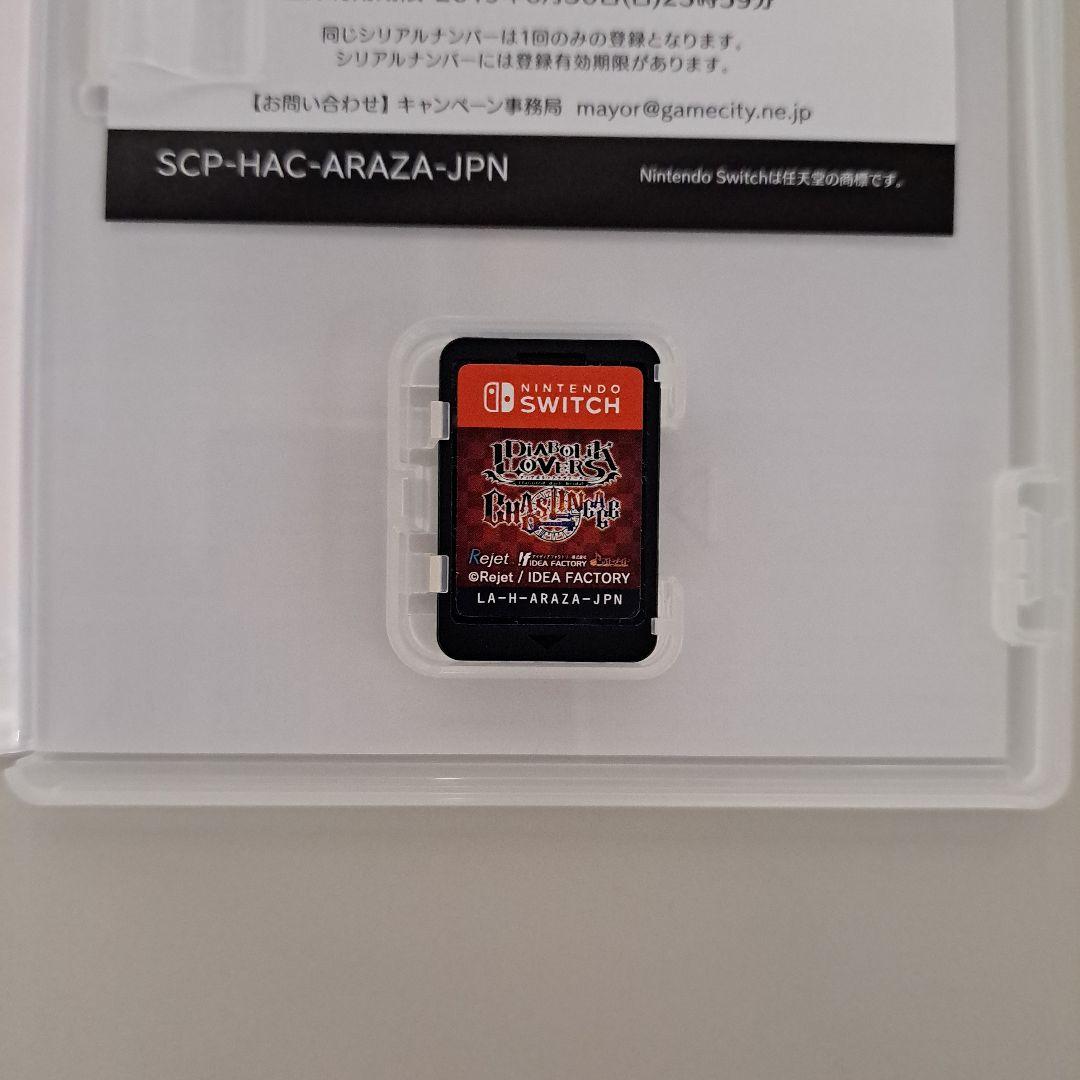 同じシリアルナンバーは1回のみの登録となります。
シリアルナンバーには登録有効期限があります。
【お問い合わせ】キャンペーン事務局 mayor@gamecity.ne.jp
SCP-HAC-ARAZA-JPN
Nintendo Switchは任天堂の商標です。
NINTENDO
SWITCH
DIABOLIK
LOVERS
CHAOS LINEAGE
Rejet
IDEA FACTORY
©Rejet / IDEA FACTORY
LA-H-ARAZA-JPN